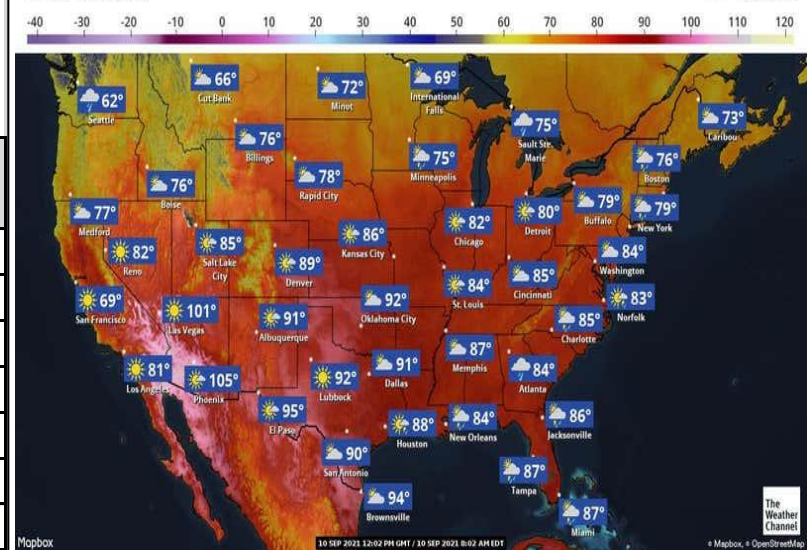 -40 -30 -20 -10 0 10 20 30 40 50 60 70 80 90 100 110 120
62°
Seattle
66°
Cut Bank
72°
Minot
69°
International
Falls
75°
Sault Ste.
Marie
73°
Caribou
76°
Billings
75°
Minneapolis
76°
Boston
76°
Boise
78°
Rapid City
77°
Medford
79°
Buffalo
79°
New York
82°
Reno
85°
Salt Lake
City
89°
Denver
86°
Kansas City
82°
Chicago
80°
Detroit
84°
Washington
69°
San Francisco
101°
Las Vegas
91°
Albuquerque
92°
Oklahoma City
84°
St. Louis
85°
Cincinnati
83°
Norfolk
85°
Charlotte
81°
Los Angeles
105°
Phoenix
92°
Lubbock
91°
Dallas
87°
Memphis
84°
Atlanta
95°
El Paso
88°
Houston
84°
New Orleans
86°
Jacksonville
90°
San Antonio
94°
Brownsville
87°
Tampa
87°
Miami
The
Weather
Channel
Mapbox
10 SEP 2021 12:02 PM GMT / 10 SEP 2021 8:02 AM EDT
© Mapbox, © OpenStreetMap